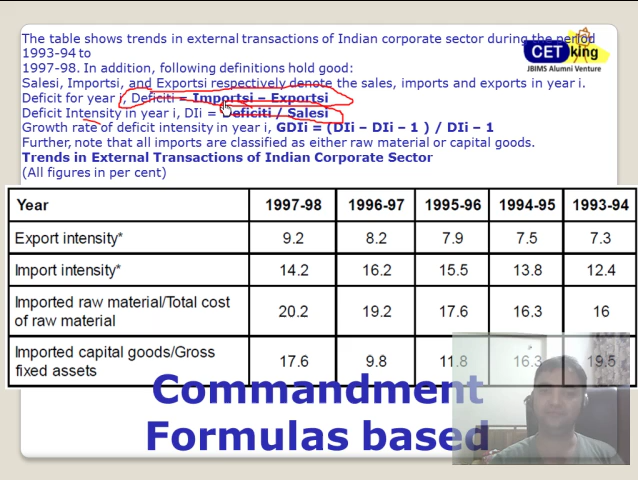 The table shows trends in external transactions of Indian corporate sector during the period
1993-94 to
1997-98. In addition, following definitions hold good:
Salesi, Importsi, and Exportsi respectively denote the sales, imports and exports in year i.
Deficit for year i, Deficiti = Importsi – Exportsi
Deficit Intensity in year i, DIi = Deficiti / Salesi
Growth rate of deficit intensity in year i, GDIi = (DIi – DIi – 1 ) / DIi – 1
Further, note that all imports are classified as either raw material or capital goods.
Trends in External Transactions of Indian Corporate Sector
(All figures in per cent)
CET king
JBIMS Alumni Venture
Year 1997-98 1996-97 1995-96 1994-95 1993-94
Export intensity* 9.2 8.2 7.9 7.5 7.3
Import intensity* 14.2 16.2 15.5 13.8 12.4
Imported raw material/Total cost
of raw material 20.2 19.2 17.6 16.3 16
Imported capital goods/Gross
fixed assets 17.6 9.8 11.8 16.3 19.5
Commandment
Formulas based